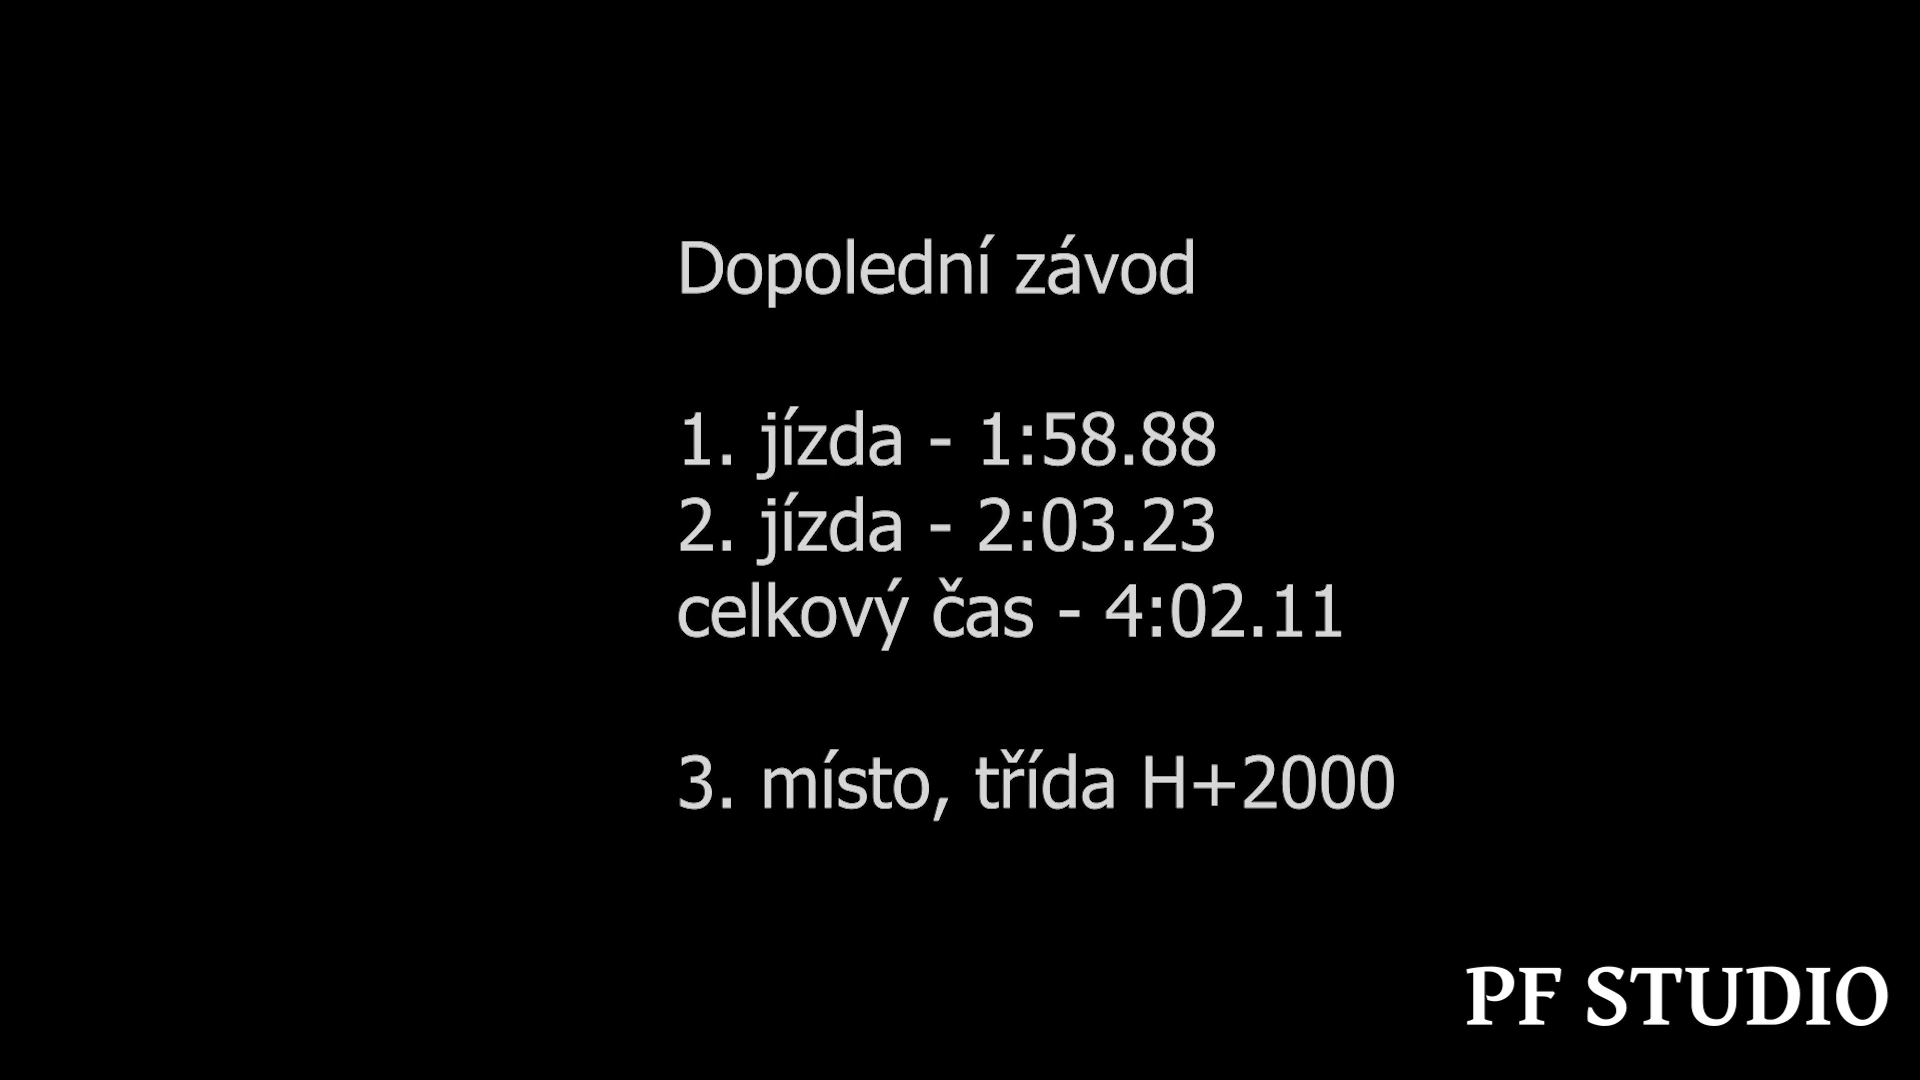 Dopolední závod
1. jízda - 1:58.88
2. jízda - 2:03.23
celkový čas - 4:02.11
3. místo, třída H+2000
PF STUDIO